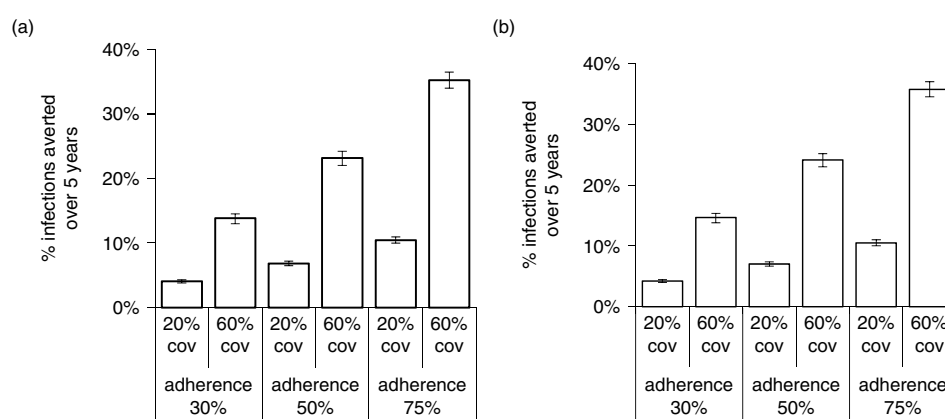 (a)
% infections averted
over 5 years
40%
30%
20%
10%
0%
20% 60% 20% 60% 20% 60%
cov cov cov cov cov cov
adherence adherence adherence
30% 50% 75%
(b)
% infections averted
over 5 years
40%
30%
20%
10%
0%
20% 60% 20% 60% 20% 60%
cov cov cov cov cov cov
adherence adherence adherence
30% 50% 75%